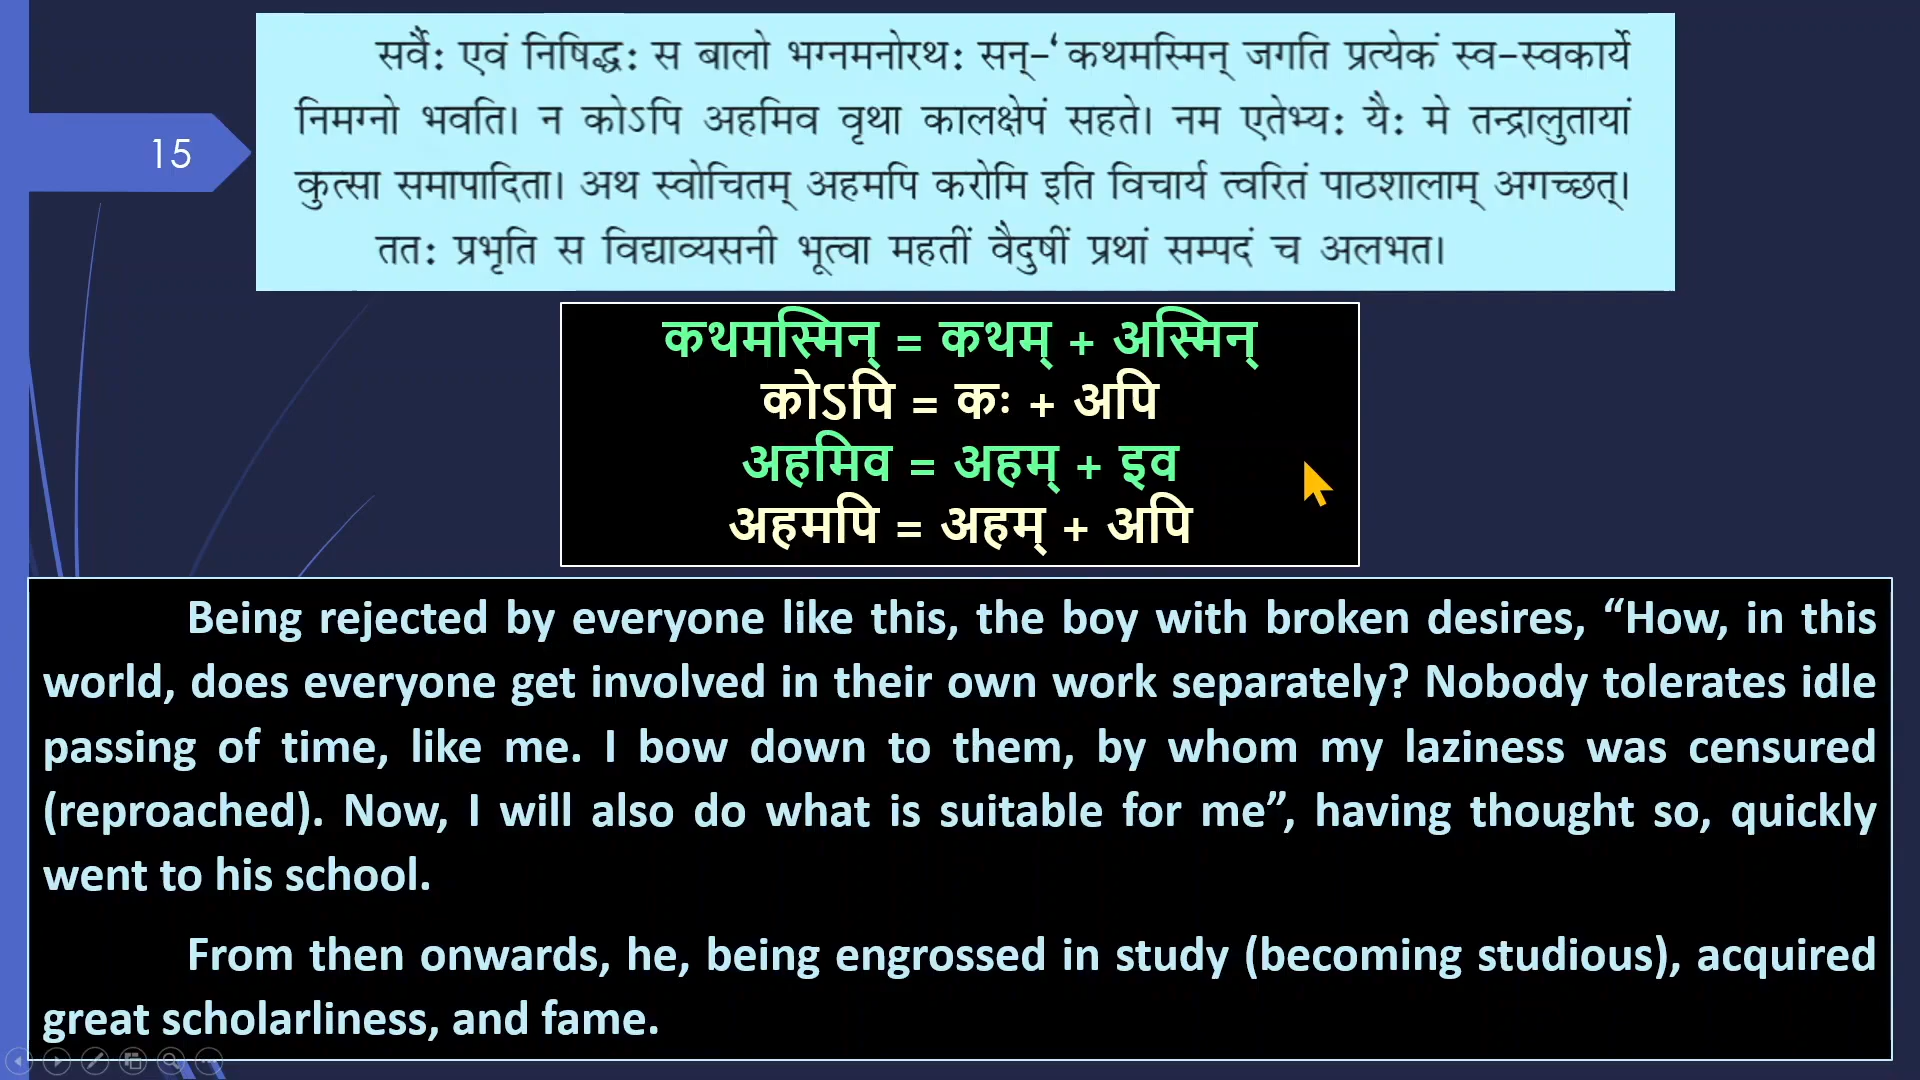 15
सर्वैः एवं निषिद्धः स बालो भग्नमनोरथः सन्-‘कथमस्मिन् जगति प्रत्येकं स्व-स्वकार्ये
निमग्नो भवति। न कोऽपि अहमिव वृथा कालक्षेपं सहते। नम एतेभ्यः यैः मे तन्द्रालुतायां
कुत्सा समापादिता। अथ स्वोचितम् अहमपि करोमि इति विचार्य त्वरितं पाठशालाम् अगच्छत्।
ततः प्रभृति स विद्याव्यसनी भूत्वा महतीं वैदुषीं प्रथां सम्पदं च अलभत।
कथमस्मिन् = कथम् + अस्मिन्
कोऽपि = कः + अपि
अहमिव = अहम् + इव
अहमपि = अहम् + अपि
Being rejected by everyone like this, the boy with broken desires, “How, in this
world, does everyone get involved in their own work separately? Nobody tolerates idle
passing of time, like me. I bow down to them, by whom my laziness was censured
(reproached). Now, I will also do what is suitable for me”, having thought so, quickly
went to his school.
From then onwards, he, being engrossed in study (becoming studious), acquired
great scholarliness, and fame.